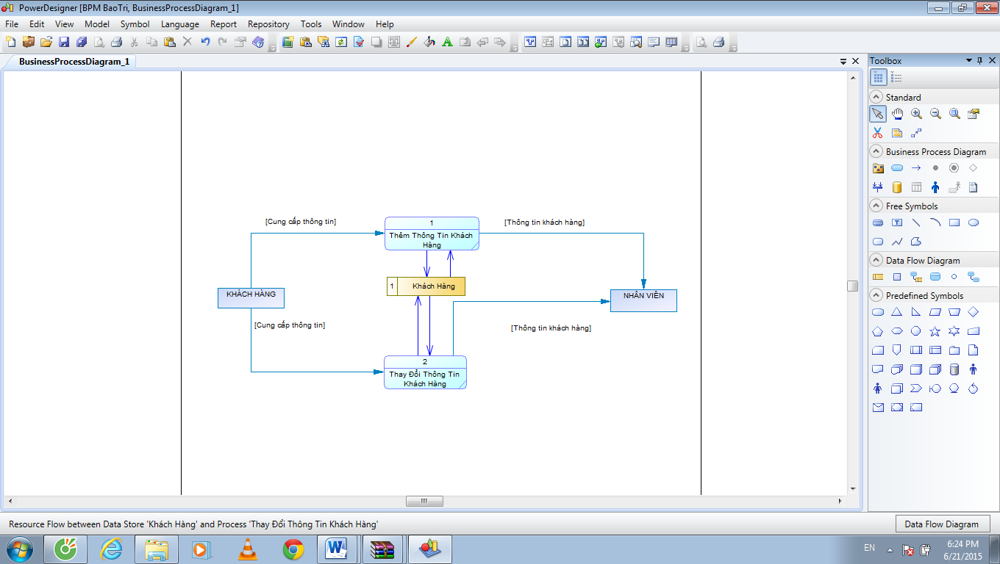 PowerDesigner [BPM BaoTri, BusinessProcessDiagram_1]
File Edit View Model Symbol Language Report Repository Tools Window Help
BusinessProcessDiagram_1
Toolbox
Standard
Business Process Diagram
Free Symbols
Data Flow Diagram
Predefined Symbols
[Cung cấp thông tin]
1
Thêm Thông Tin Khách
Hàng
[Thông tin khách hàng]
1 Khách Hàng
KHÁCH HÀNG
NHÂN VIÊN
[Cung cấp thông tin]
[Thông tin khách hàng]
2
Thay Đổi Thông Tin
Khách Hàng
Resource Flow between Data Store 'Khách Hàng' and Process 'Thay Đổi Thông Tin Khách Hàng'
Data Flow Diagram
EN
6:24 PM
6/21/2015